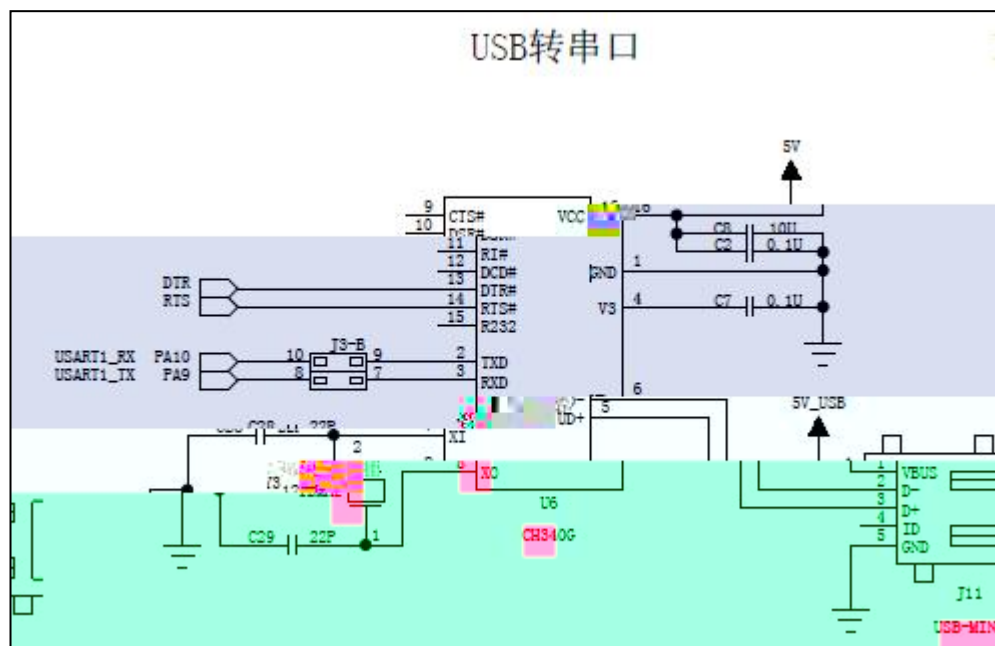 USB转串口
5V
9 CTS# VCC
10
C8 10U
C2 0.1U
11
12 RI#
13 DCD# GND 1
DTR DTR#
RTS 14 RTS# V3 4 C7 0.1U
15 R232
J3-B
USART1_RX PA10 10 9 2 TXD
USART1_TX PA9 8 7 3 RXD
6
5 5V_USB
UD+
XI
2
XO 1 VBUS
2 D-
3 D+
4 ID
5 GND
U6
C29 22P 1 CH340G
J11
USB-MIN